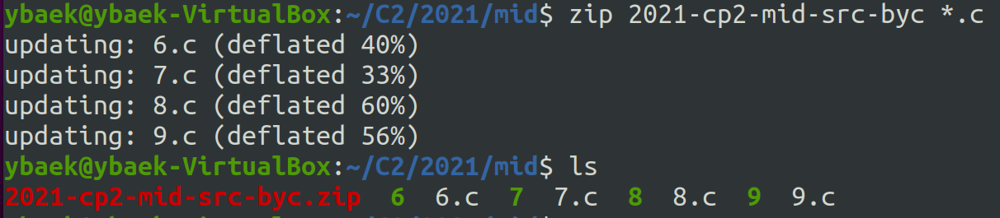 ybaek@ybaek-VirtualBox:~/C2/2021/mid$ zip 2021-cp2-mid-src-byc *.c
updating: 6.c (deflated 40%)
updating: 7.c (deflated 33%)
updating: 8.c (deflated 60%)
updating: 9.c (deflated 56%)
ybaek@ybaek-VirtualBox:~/C2/2021/mid$ ls
2021-cp2-mid-src-byc.zip  6  6.c  7  7.c  8  8.c  9  9.c